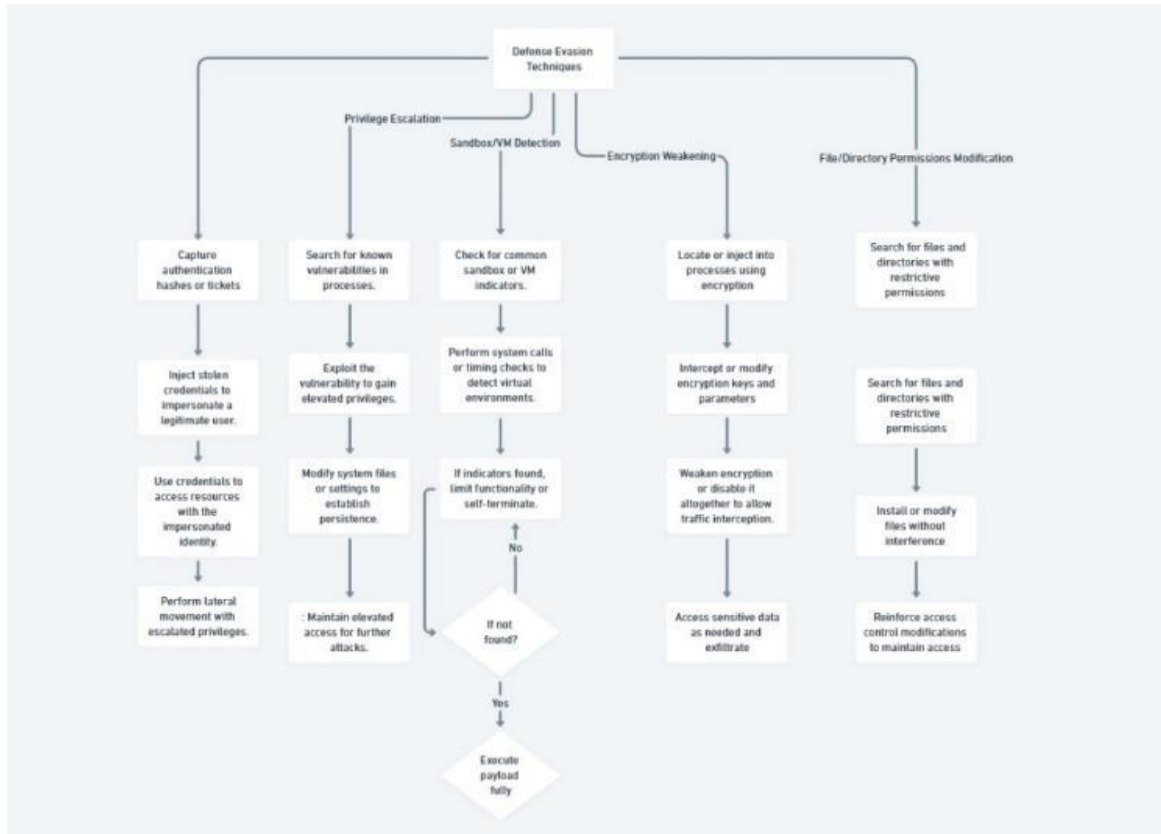 Defense Evasion
Techniques
Privilege Escalation
Sandbox/VM Detection
Encryption Weakening
File/Directory Permissions Modification
Capture
authentication
hashes or tickets
Inject stolen
credentials to
impersonate a
legitimate user.
Use credentials to
access resources
with the
impersonated
identity.
Perform lateral
movement with
escalated privileges.
Search for known
vulnerabilities in
processes.
Exploit the
vulnerability to gain
elevated privileges.
Modify system files
or settings to
establish
persistence.
: Maintain elevated
access for further
attacks.
Check for common
sandbox or VM
indicators.
Perform system calls
or timing checks to
detect virtual
environments.
If indicators found,
limit functionality or
self-terminate.
No
If not
found?
Yes
Execute
payload
fully
Locate or inject into
processes using
encryption
Intercept or modify
encryption keys and
parameters
Weaken encryption
or disable it
altogether to allow
traffic interception.
Access sensitive data
as needed and
exfiltrate
Search for files and
directories with
restrictive
permissions
Search for files and
directories with
restrictive
permissions
Install or modify
files without
interference
Reinforce access
control modifications
to maintain access